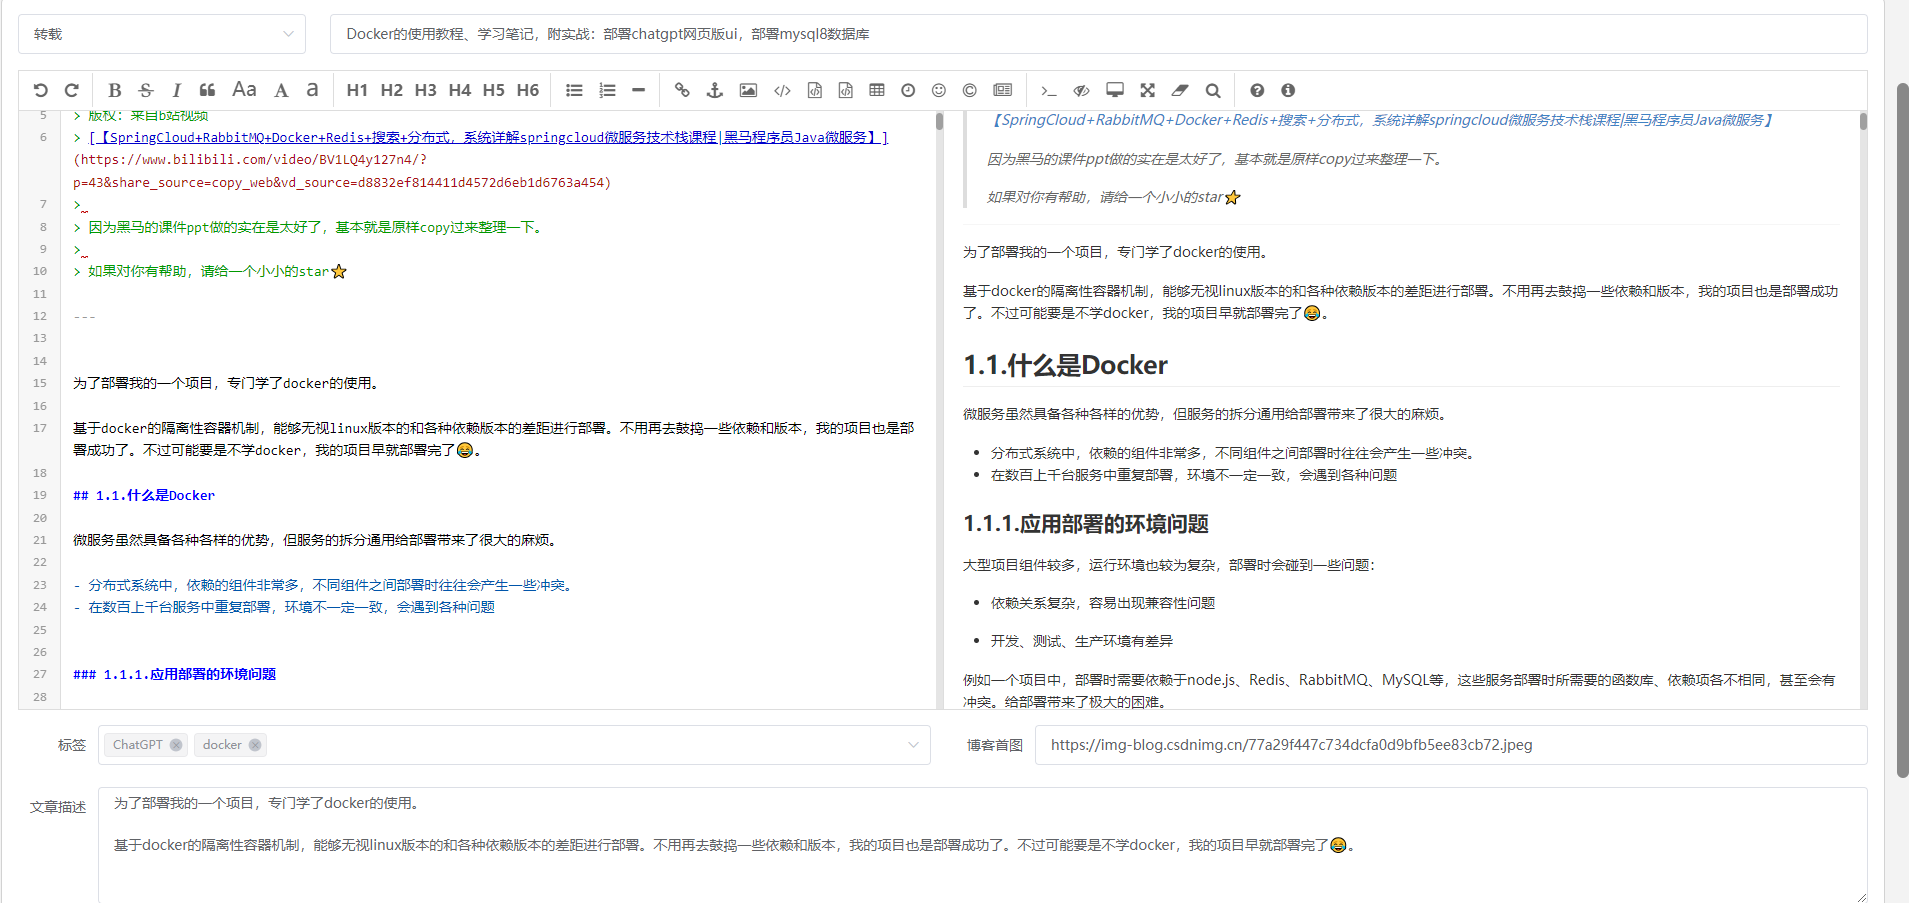 转载
Docker的使用教程、学习笔记，附实战：部署chatgpt网页版ui，部署mysql8数据库
B S I Aa A a H1 H2 H3 H4 H5 H6
5 > 版权：来自b站视频
6 > [【SpringCloud+RabbitMQ+Docker+Redis+搜索+分布式，系统详解springcloud微服务技术栈课程|黑马程序员Java微服务】]
(https://www.bilibili.com/video/BV1LQ4y127n4/?
p=43&share_source=copy_web&vd_source=d8832ef814411d4572d6eb1d6763a454)
7 >
8 > 因为黑马的课件ppt做的实在是太好了，基本就是原样copy过来整理一下。
9 >
10 > 如果对你有帮助，请给一个小小的star⭐
11
12 ---
13
14
15 为了部署我的一个项目，专门学了docker的使用。
16
17 基于docker的隔离性容器机制，能够无视linux版本的和各种依赖版本的差距进行部署。不用再去鼓捣一些依赖和版本，我的项目也是部
署成功了。不过可能要是不学docker，我的项目早就部署完了😂。
18
19 ## 1.1.什么是Docker
20
21 微服务虽然具备各种各样的优势，但服务的拆分通用给部署带来了很大的麻烦。
22
23 - 分布式系统中，依赖的组件非常多，不同组件之间部署时往往会产生一些冲突。
24 - 在数百上千台服务中重复部署，环境不一定一致，会遇到各种问题
25
26
27 ### 1.1.1.应用部署的环境问题
28
【SpringCloud+RabbitMQ+Docker+Redis+搜索+分布式，系统详解springcloud微服务技术栈课程|黑马程序员Java微服务】
因为黑马的课件ppt做的实在是太好了，基本就是原样copy过来整理一下。
如果对你有帮助，请给一个小小的star⭐
为了部署我的一个项目，专门学了docker的使用。
基于docker的隔离性容器机制，能够无视linux版本的和各种依赖版本的差距进行部署。不用再去鼓捣一些依赖和版本，我的项目也是部署成功
了。不过可能要是不学docker，我的项目早就部署完了😂。
1.1.什么是Docker
微服务虽然具备各种各样的优势，但服务的拆分通用给部署带来了很大的麻烦。
• 分布式系统中，依赖的组件非常多，不同组件之间部署时往往会产生一些冲突。
• 在数百上千台服务中重复部署，环境不一定一致，会遇到各种问题
1.1.1.应用部署的环境问题
大型项目组件较多，运行环境也较为复杂，部署时会碰到一些问题：
• 依赖关系复杂，容易出现兼容性问题
• 开发、测试、生产环境有差异
例如一个项目中，部署时需要依赖于node.js、Redis、RabbitMQ、MySQL等，这些服务部署时所需要的函数库、依赖项各不相同，甚至会有
冲突。给部署带来了极大的困难。
标签 ChatGPT docker
博客首图 https://img-blog.csdnimg.cn/77a29f447c734dcfa0d9bfb5ee83cb72.jpeg
文章描述 为了部署我的一个项目，专门学了docker的使用。
基于docker的隔离性容器机制，能够无视linux版本的和各种依赖版本的差距进行部署。不用再去鼓捣一些依赖和版本，我的项目也是部署成功了。不过可能要是不学docker，我的项目早就部署完了😂。